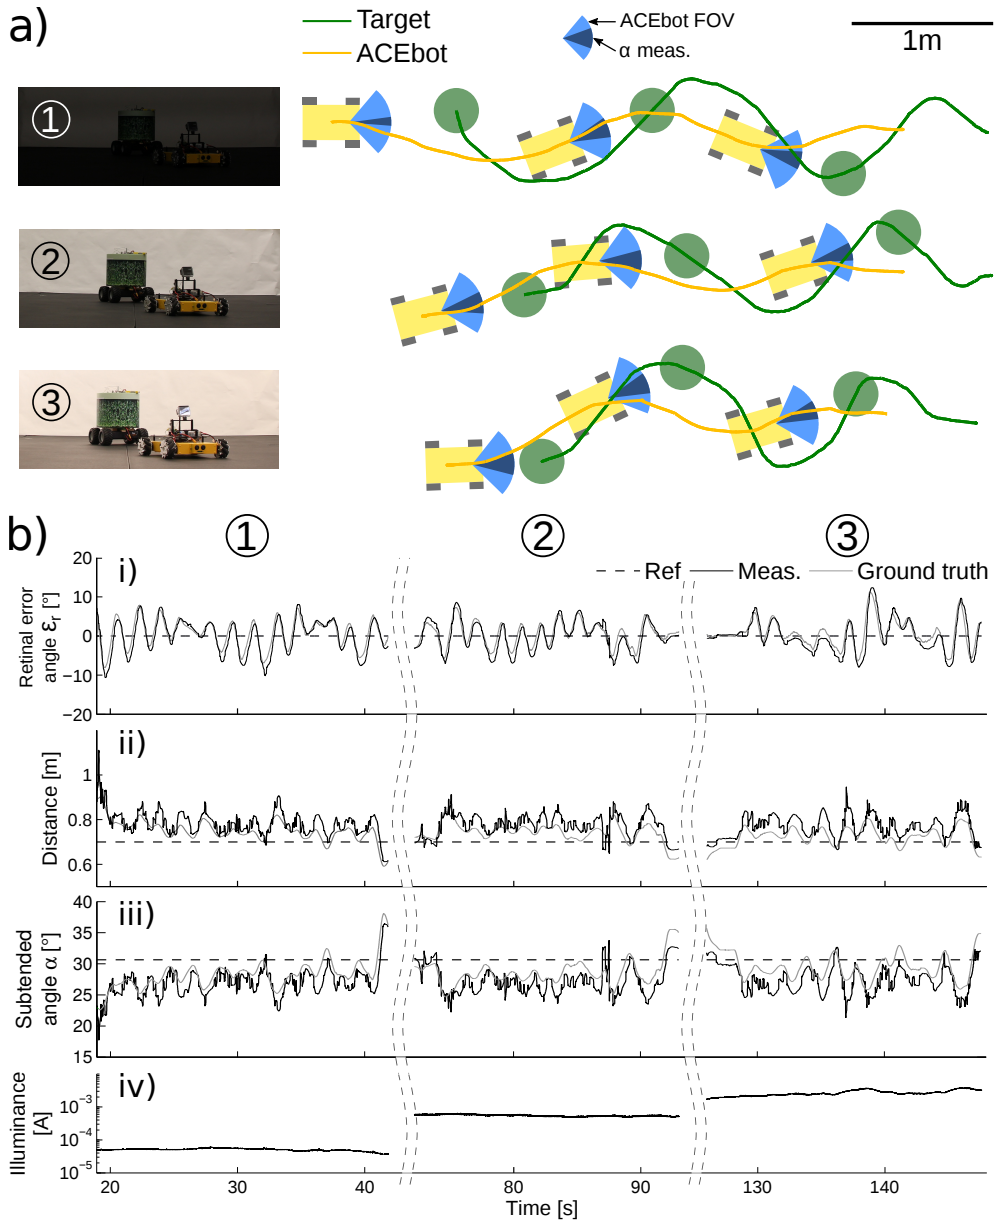 a)
Target
ACEbot
ACEbot FOV
α meas.
1m
①
②
③
b)
① ② ③
i)
Ref Meas. Ground truth
Retinal error
angle εr [°]
20
10
0
−10
−20
ii)
Distance [m]
1
0.8
0.6
iii)
Subtended
angle α [°]
40
35
30
25
20
15
iv)
Illuminance
[A]
10⁻³
10⁻⁴
10⁻⁵
20 30 40 80 90 130 140
Time [s]